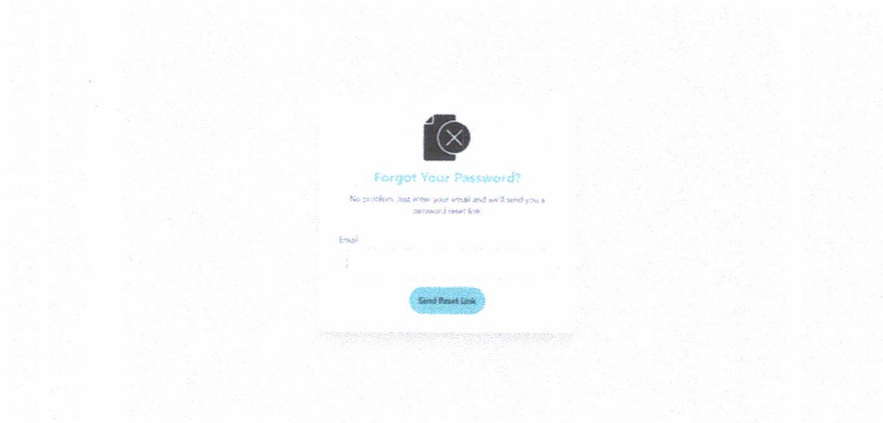 Forgot Your Password?
No problem. Just enter your email and we'll send you a
password reset link.
Email
Send Reset Link